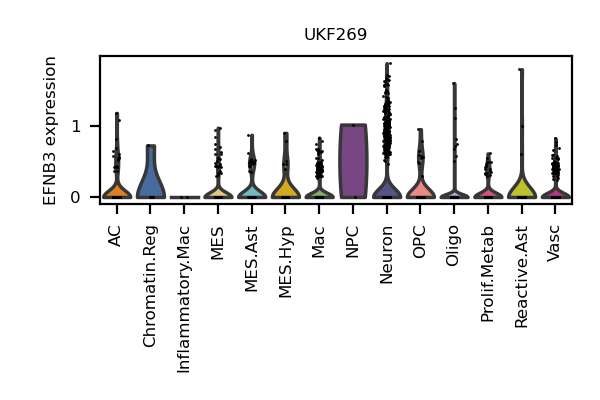 UKF269
EFNB3 expression
1
0
AC
Chromatin.Reg
Inflammatory.Mac
MES
MES.Ast
MES.Hyp
Mac
NPC
Neuron
OPC
Oligo
Prolif.Metab
Reactive.Ast
Vasc